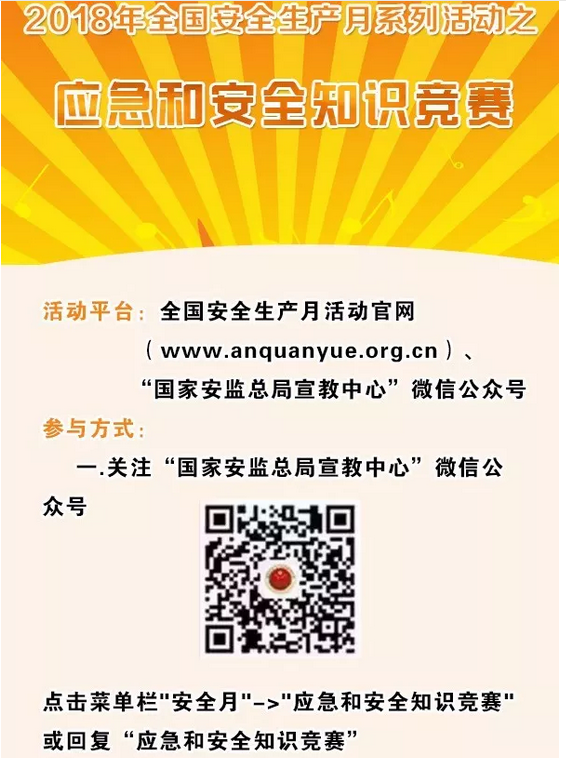 2018年全国安全生产月系列活动之
应急和安全知识竞赛
活动平台：全国安全生产月活动官网
（www.anquanyue.org.cn）、
“国家安监总局宣教中心”微信公众号
参与方式：
一.关注“国家安监总局宣教中心”微信公
众号
点击菜单栏"安全月"->"应急和安全知识竞赛"
或回复“应急和安全知识竞赛”